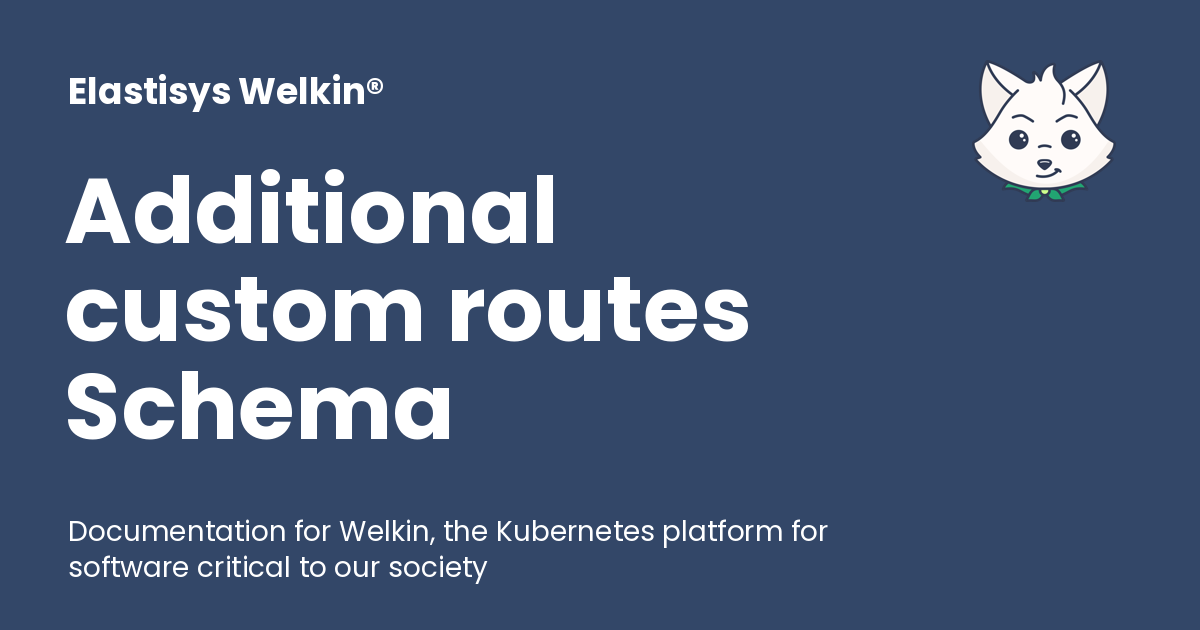 Elastisys Welkin®
Additional
custom routes
Schema
Documentation for Welkin, the Kubernetes platform for
software critical to our society